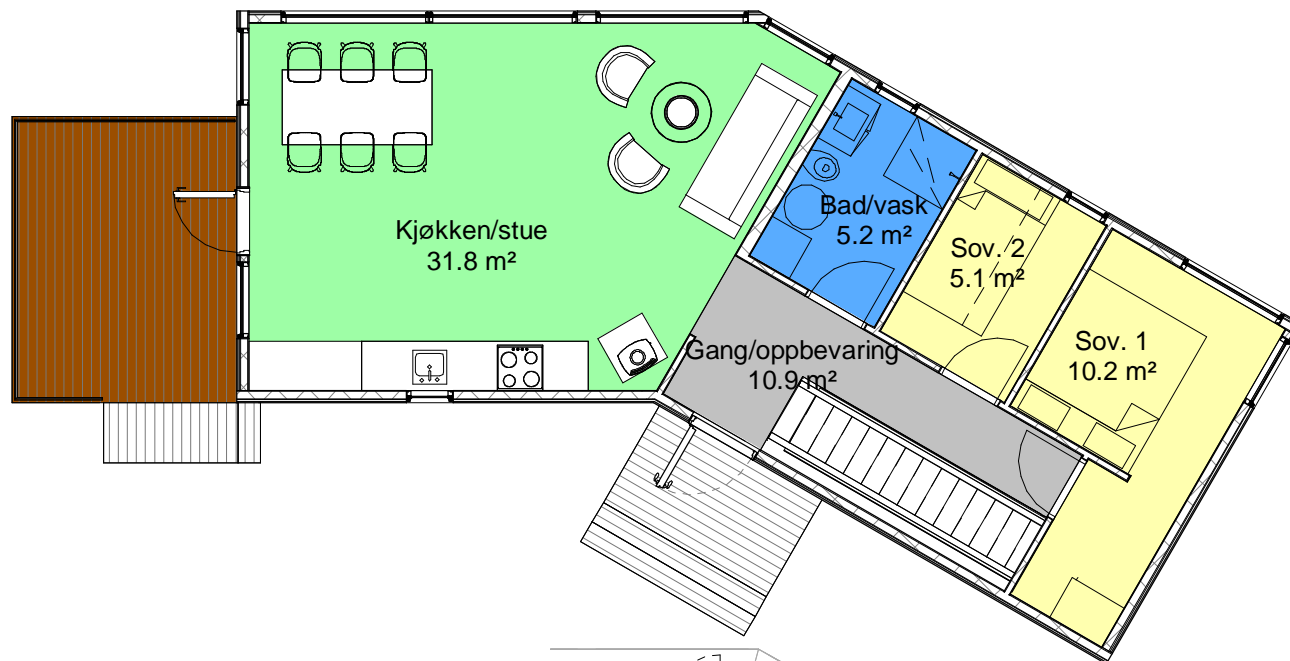 Kjøkken/stue
31.8 m²
Bad/vask
5.2 m²
Sov. 2
5.1 m²
Sov. 1
10.2 m²
Gang/oppbevaring
10.9 m²